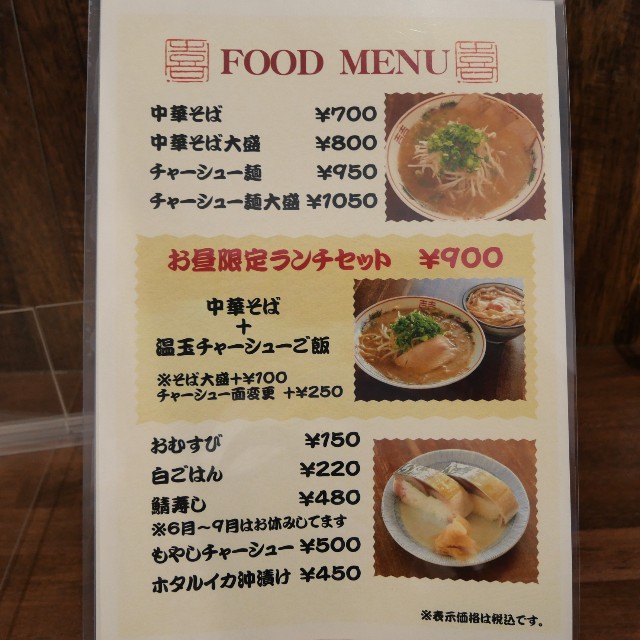 喜 FOOD MENU 喜
中華そば ¥700
中華そば大盛 ¥800
チャーシュー麺 ¥950
チャーシュー麺大盛 ¥1050
お昼限定ランチセット ¥900
中華そば
+
温玉チャーシューご飯
※そば大盛+¥100
チャーシュー面変更 +¥250
おむすび ¥150
白ごはん ¥220
鯖寿し ¥480
※6月~9月はお休みしてます
もやしチャーシュー ¥500
ホタルイカ沖漬け ¥450
※表示価格は税込です。